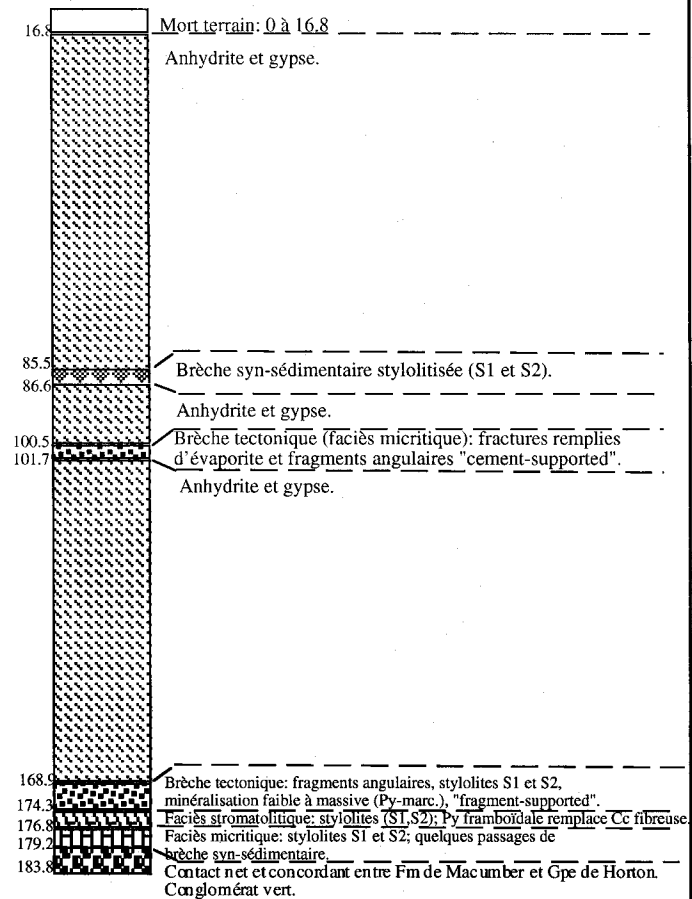 16.8 Mort terrain: 0 à 16.8
Anhydrite et gypse.
85.5
Brèche syn-sédimentaire stylolitisée (S1 et S2).
86.6
Anhydrite et gypse.
100.5 Brèche tectonique (faciès micritique): fractures remplies
101.7 d'évaporite et fragments angulaires "cement-supported".
Anhydrite et gypse.
168.9 Brèche tectonique: fragments angulaires, stylolites S1 et S2,
174.3 minéralisation faible à massive (Py-marc.), "fragment-supported".
176.8 Faciès stromatolitique: stylolites (S1,S2); Py framboïdale remplace Cc fibreuse.
179.2 Faciès micritique: stylolites S1 et S2; quelques passages de
brèche syn-sédimentaire.
183.8 Contact net et concordant entre Fm de Macumber et Gpe de Horton.
Conglomérat vert.